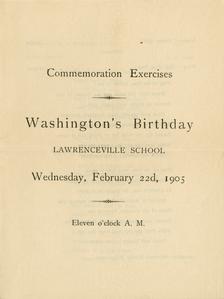 Commemoration Exercises
Washington's Birthday
LAWRENCEVILLE SCHOOL
Wednesday, February 22d, 1905
Eleven o'clock A. M.